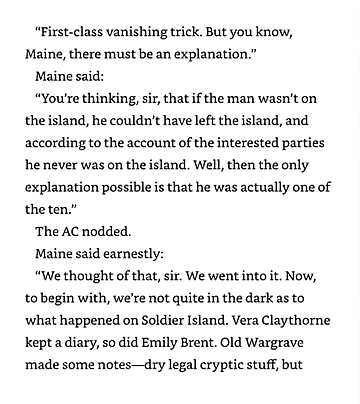 “First-class vanishing trick. But you know,
Maine, there must be an explanation.”
Maine said:
“You’re thinking, sir, that if the man wasn’t on
the island, he couldn’t have left the island, and
according to the account of the interested parties
he never was on the island. Well, then the only
explanation possible is that he was actually one of
the ten.”
The AC nodded.
Maine said earnestly:
“We thought of that, sir. We went into it. Now,
to begin with, we’re not quite in the dark as to
what happened on Soldier Island. Vera Claythorne
kept a diary, so did Emily Brent. Old Wargrave
made some notes—dry legal cryptic stuff, but